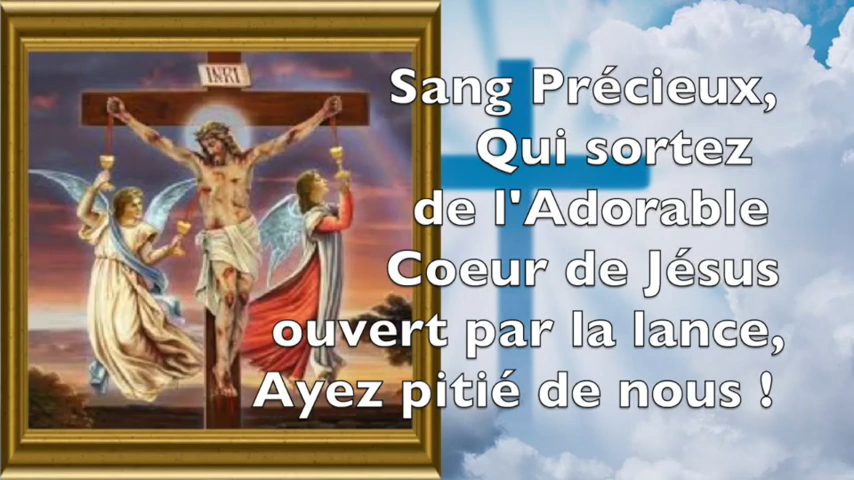 INRI
Sang Précieux,
Qui sortez
de l'Adorable
Coeur de Jésus
ouvert par la lance,
Ayez pitié de nous !